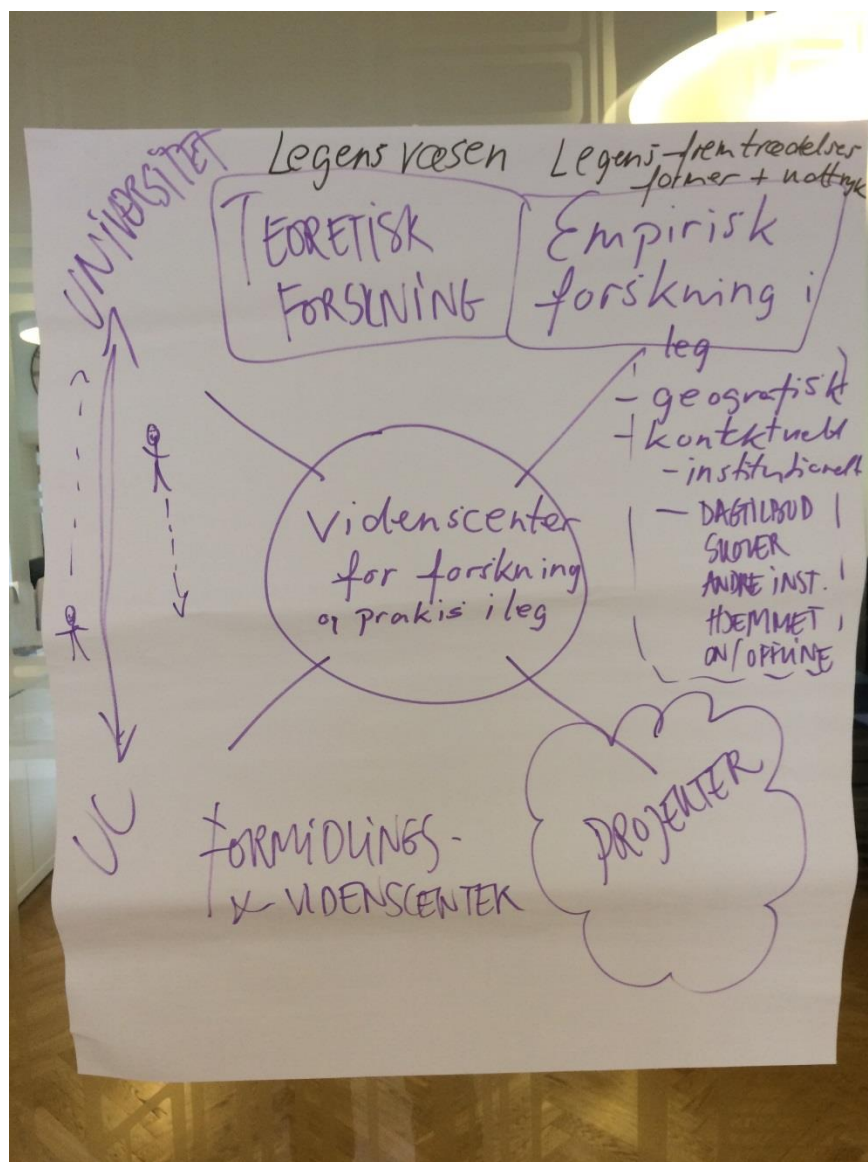 UNIVERSITET
Legens væsen
Legens fremtrædelses
former + udtryk
TEORETISK
FORSKNING
Empirisk
forskning i
leg
- geografisk
- kontektuelt
- institutionelt
- DAGTILBUD
SKOLER
ANDRE INST.
HJEMMET
ON/OFFLINE
Videnscenter
for forskning
og praksis i leg
UC
FORMIDLINGS-
& VIDENSCENTER
PROJEKTER